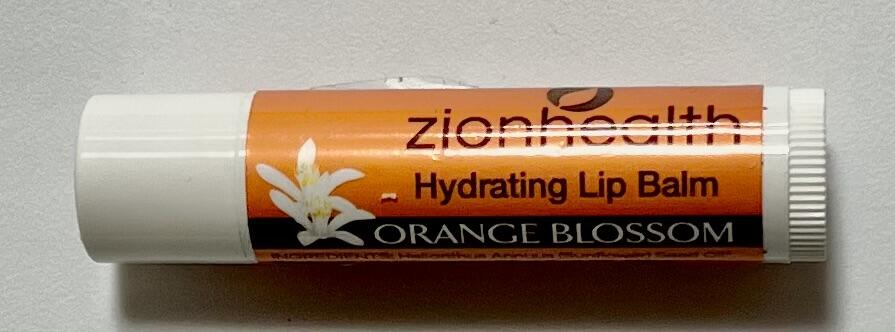 zionhealth
Hydrating Lip Balm
ORANGE BLOSSOM
INGREDIENTS: Helianthus Annuus (Sunflower) Seed Oil*